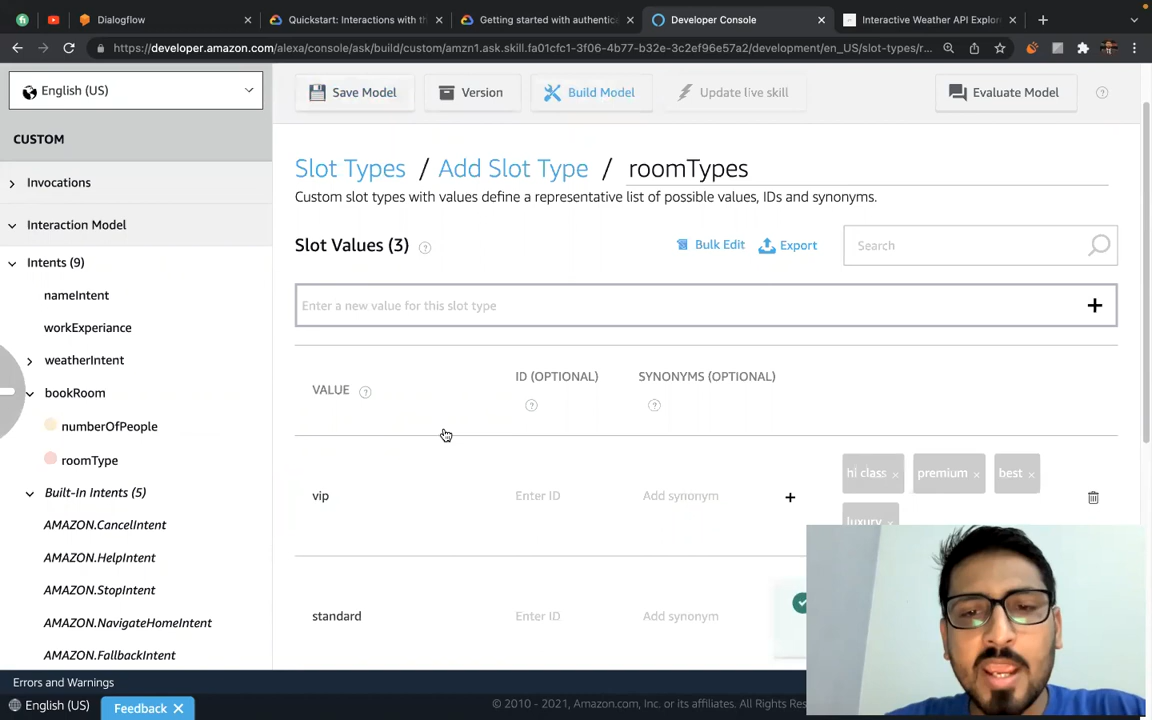 Dialogflow
Quickstart: Interactions with th
Getting started with authentic
Developer Console
Interactive Weather API Explor
https://developer.amazon.com/alexa/console/ask/build/custom/amzn1.ask.skill.fa01cfc1-3f06-4b77-b32e-3c2ef96e57a2/development/en_US/slot-types/r...
English (US)
Save Model
Version
Build Model
Update live skill
Evaluate Model
CUSTOM
Invocations
Interaction Model
Intents (9)
nameIntent
workExperiance
weatherIntent
bookRoom
numberOfPeople
roomType
Built-In Intents (5)
AMAZON.CancelIntent
AMAZON.HelpIntent
AMAZON.StopIntent
AMAZON.NavigateHomeIntent
AMAZON.FallbackIntent
Slot Types / Add Slot Type / roomTypes
Custom slot types with values define a representative list of possible values, IDs and synonyms.
Slot Values (3)
Bulk Edit
Export
Search
Enter a new value for this slot type
VALUE
ID (OPTIONAL)
SYNONYMS (OPTIONAL)
vip
Enter ID
Add synonym
hi class
premium
best
luxury
standard
Enter ID
Add synonym
Errors and Warnings
English (US)
Feedback
© 2010 - 2021, Amazon.com, Inc. or its affiliates. All Rights Rese